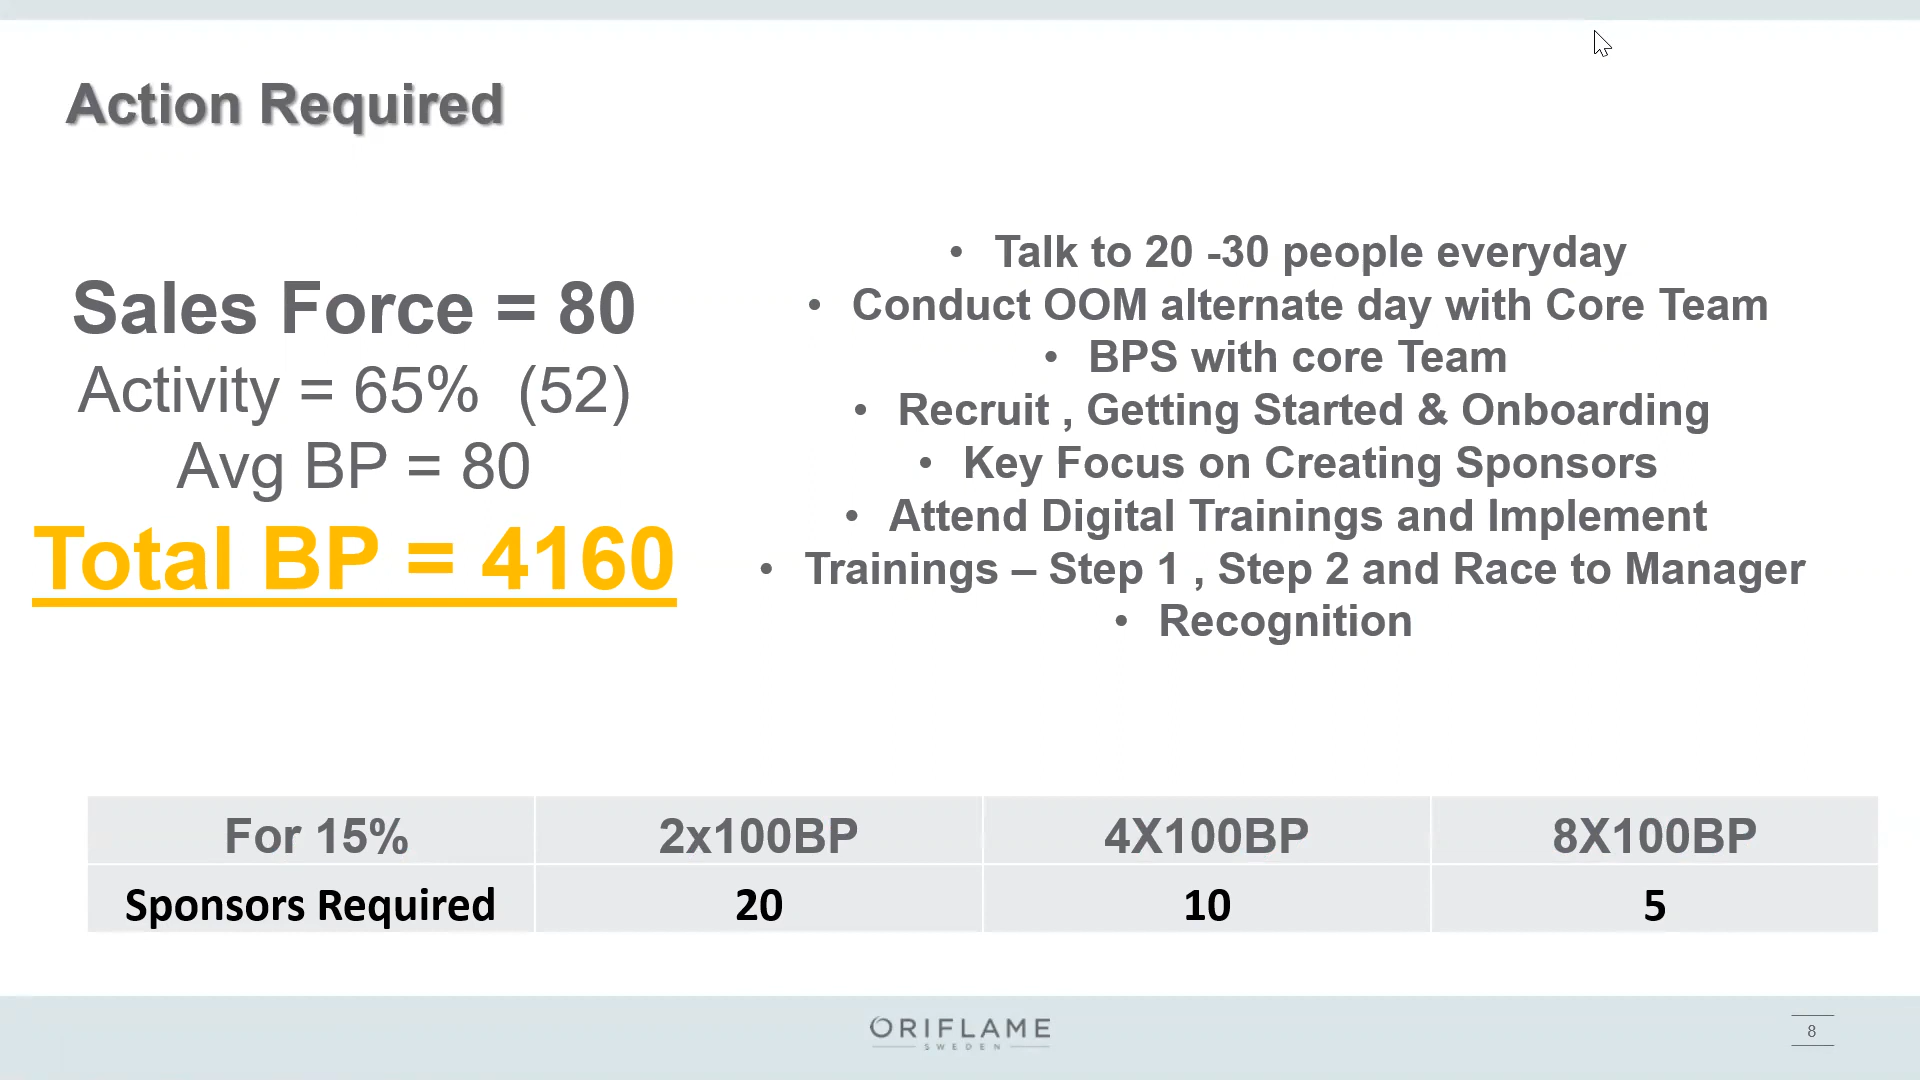 Action Required
Sales Force = 80
Activity = 65%  (52)
Avg BP = 80
Total BP = 4160
• Talk to 20 -30 people everyday
• Conduct OOM alternate day with Core Team
• BPS with core Team
• Recruit , Getting Started & Onboarding
• Key Focus on Creating Sponsors
• Attend Digital Trainings and Implement
• Trainings – Step 1 , Step 2 and Race to Manager
• Recognition
For 15% 2x100BP 4X100BP 8X100BP
Sponsors Required 20 10 5
ORIFLAME
SWEDEN
8